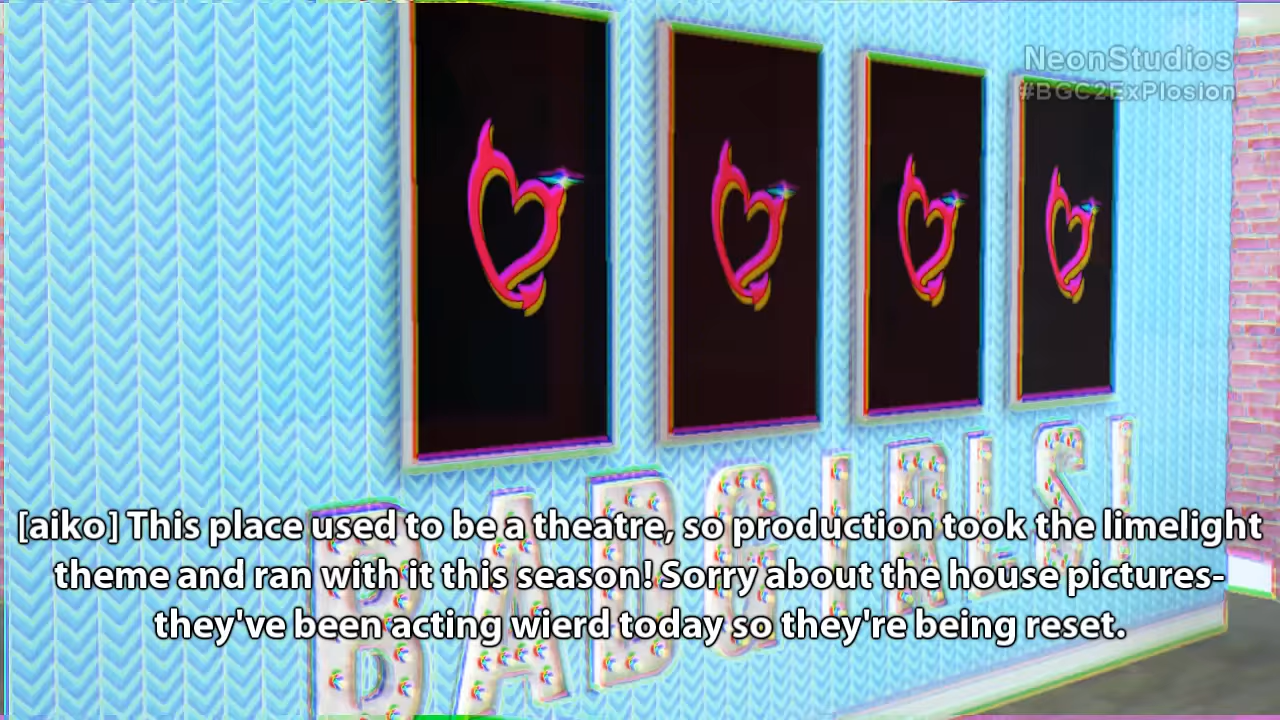 NeonStudios
#BGC2ExPlosion
BADGIRLS!
[aiko] This place used to be a theatre, so production took the limelight
theme and ran with it this season! Sorry about the house pictures-
they've been acting wierd today so they're being reset.